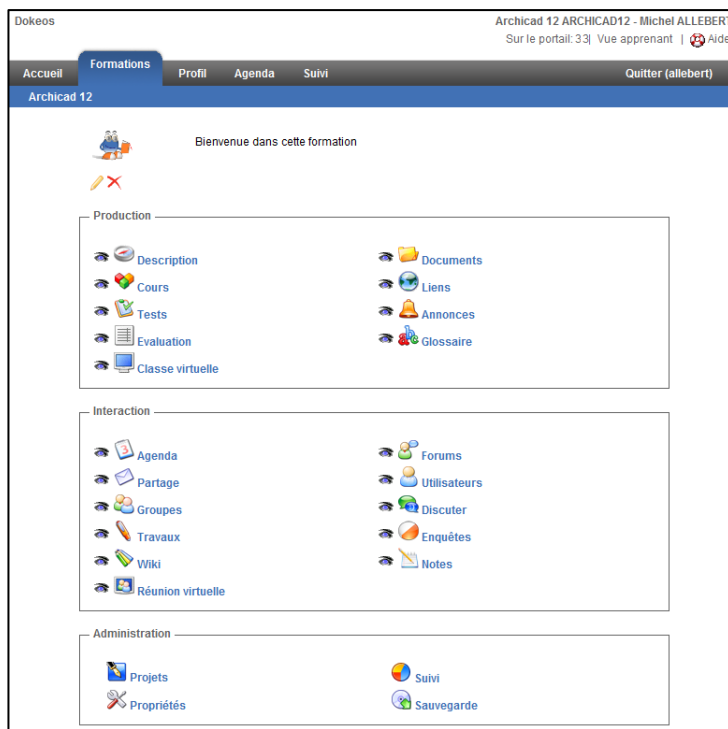 Dokeos
Archicad 12 ARCHICAD12 - Michel ALLEBERT
Sur le portail: 33| Vue apprenant | Aide
Accueil Formations Profil Agenda Suivi Quitter (allebert)
Archicad 12
Bienvenue dans cette formation
Production
Description Documents
Cours Liens
Tests Annonces
Evaluation Glossaire
Classe virtuelle
Interaction
Agenda Forums
Partage Utilisateurs
Groupes Discuter
Travaux Enquêtes
Wiki Notes
Réunion virtuelle
Administration
Projets Suivi
Propriétés Sauvegarde